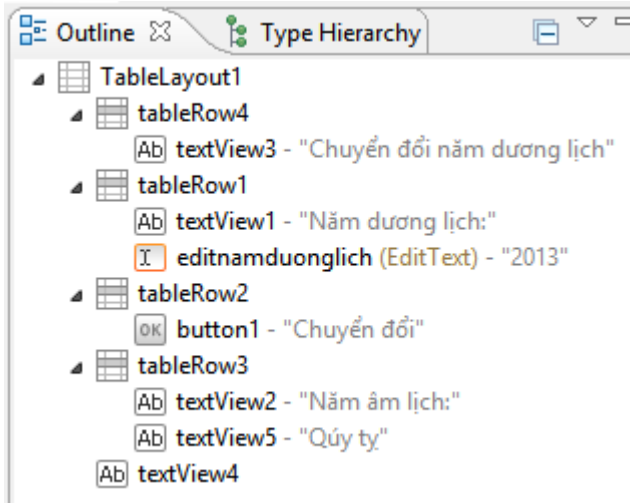 Outline Type Hierarchy
TableLayout1
tableRow4
Ab textView3 - "Chuyển đổi năm dương lịch"
tableRow1
Ab textView1 - "Năm dương lịch:"
I editnamduonglich (EditText) - "2013"
tableRow2
OK button1 - "Chuyển đổi"
tableRow3
Ab textView2 - "Năm âm lịch:"
Ab textView5 - "Qúy tỵ"
Ab textView4